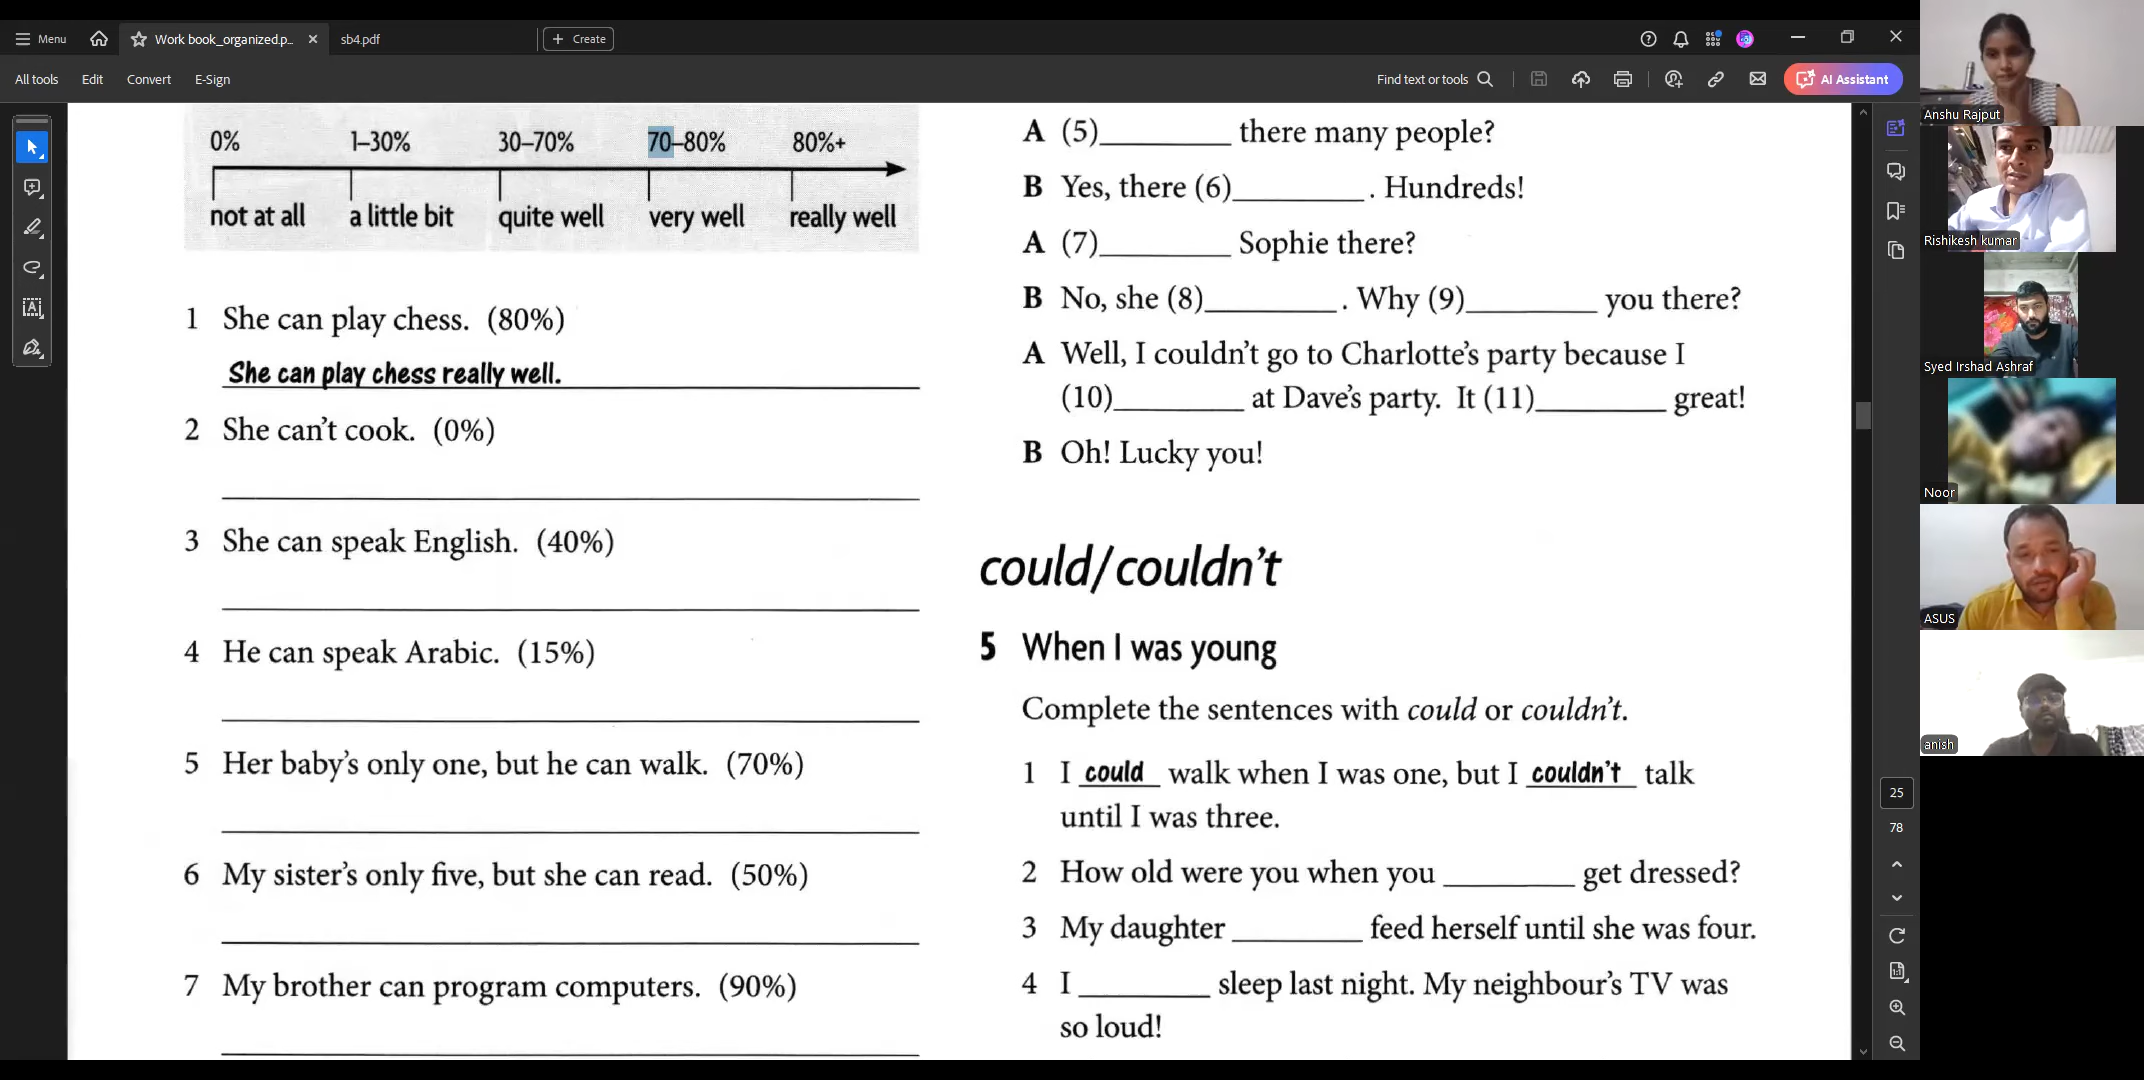 Menu
Work book_organized.p...
sb4.pdf
Create
All tools
Edit
Convert
E-Sign
Find text or tools
AI Assistant
0% 1–30% 30–70% 70–80% 80%+
not at all a little bit quite well very well really well
1 She can play chess. (80%)
She can play chess really well.
2 She can't cook. (0%)
3 She can speak English. (40%)
4 He can speak Arabic. (15%)
5 Her baby's only one, but he can walk. (70%)
6 My sister's only five, but she can read. (50%)
7 My brother can program computers. (90%)
A (5)_________ there many people?
B Yes, there (6)_________ . Hundreds!
A (7)_________ Sophie there?
B No, she (8)_________ . Why (9)_________ you there?
A Well, I couldn't go to Charlotte's party because I
(10)_________ at Dave's party. It (11)_________ great!
B Oh! Lucky you!
could/couldn't
5 When I was young
Complete the sentences with could or couldn't.
1 I could walk when I was one, but I couldn't talk
until I was three.
2 How old were you when you _________ get dressed?
3 My daughter _________ feed herself until she was four.
4 I _________ sleep last night. My neighbour's TV was
so loud!
25
78
Anshu Rajput
Rishikesh kumar
Syed Irshad Ashraf
Noor
ASUS
anish